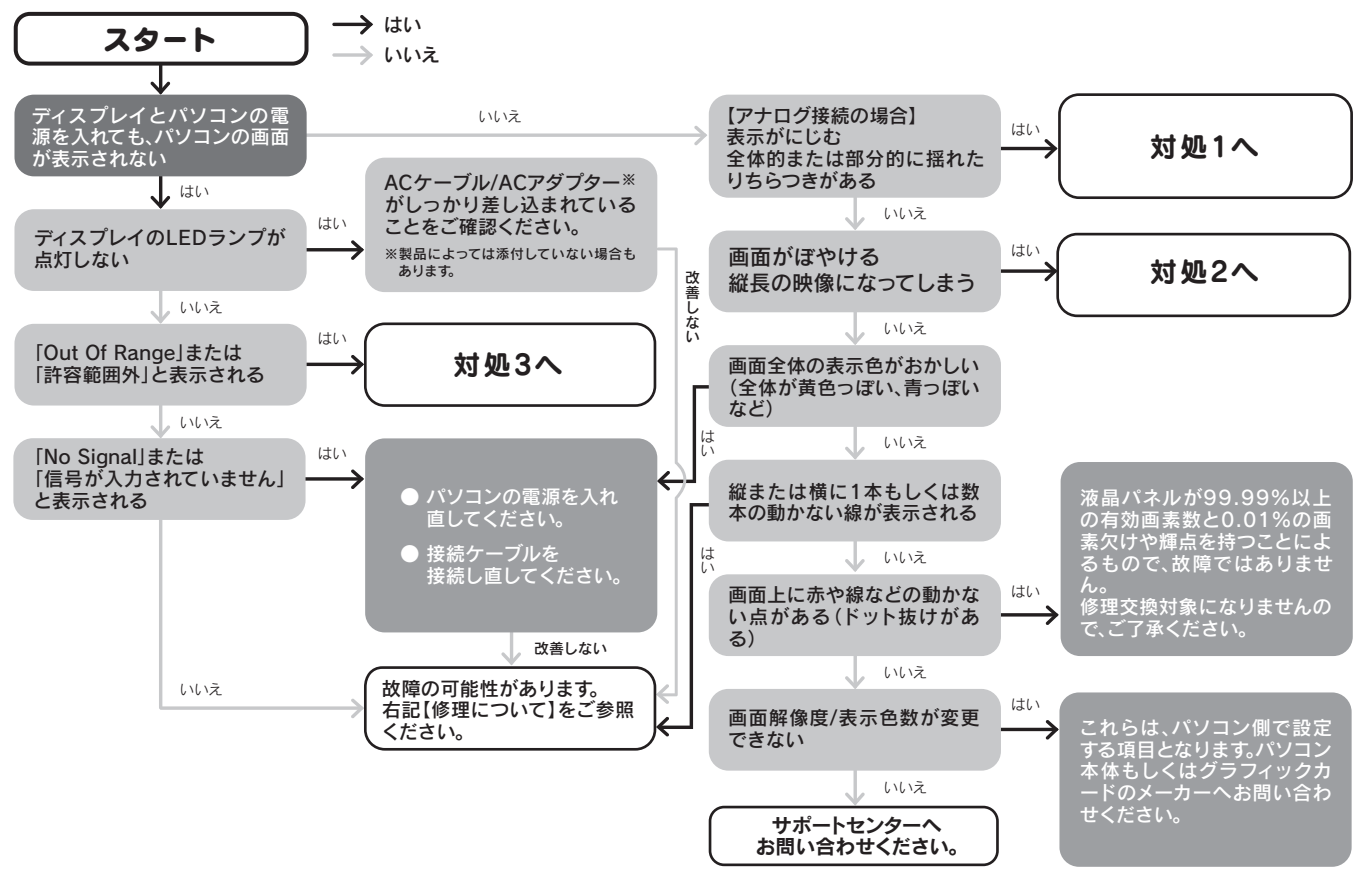 スタート
はい
いいえ
ディスプレイとパソコンの電
源を入れても、パソコンの画面
が表示されない
はい
いいえ
ディスプレイのLEDランプが
点灯しない
はい
ACケーブル/ACアダプター※
がしっかり差し込まれている
ことをご確認ください。
※製品によっては添付していない場合も
あります。
改善しない
いいえ
「Out Of Range」または
「許容範囲外」と表示される
はい
対処3へ
いいえ
「No Signal」または
「信号が入力されていません」
と表示される
はい
● パソコンの電源を入れ
直してください。
● 接続ケーブルを
接続し直してください。
改善しない
いいえ
故障の可能性があります。
右記【修理について】をご参照
ください。
【アナログ接続の場合】
表示がにじむ
全体的または部分的に揺れた
りちらつきがある
はい
対処1へ
いいえ
画面がぼやける
縦長の映像になってしまう
はい
対処2へ
いいえ
画面全体の表示色がおかしい
(全体が黄色っぽい、青っぽい
など)
はい
いいえ
縦または横に1本もしくは数
本の動かない線が表示される
はい
いいえ
画面上に赤や線などの動かな
い点がある(ドット抜けがあ
る)
はい
液晶パネルが99.99%以上
の有効画素数と0.01%の画
素欠けや輝点を持つことによ
るもので、故障ではありませ
ん。
修理交換対象になりませんの
で、ご了承ください。
いいえ
画面解像度/表示色数が変更
できない
はい
これらは、パソコン側で設定
する項目となります。パソコン
本体もしくはグラフィックカ
ードのメーカーへお問い合わ
せください。
いいえ
サポートセンターへ
お問い合わせください。